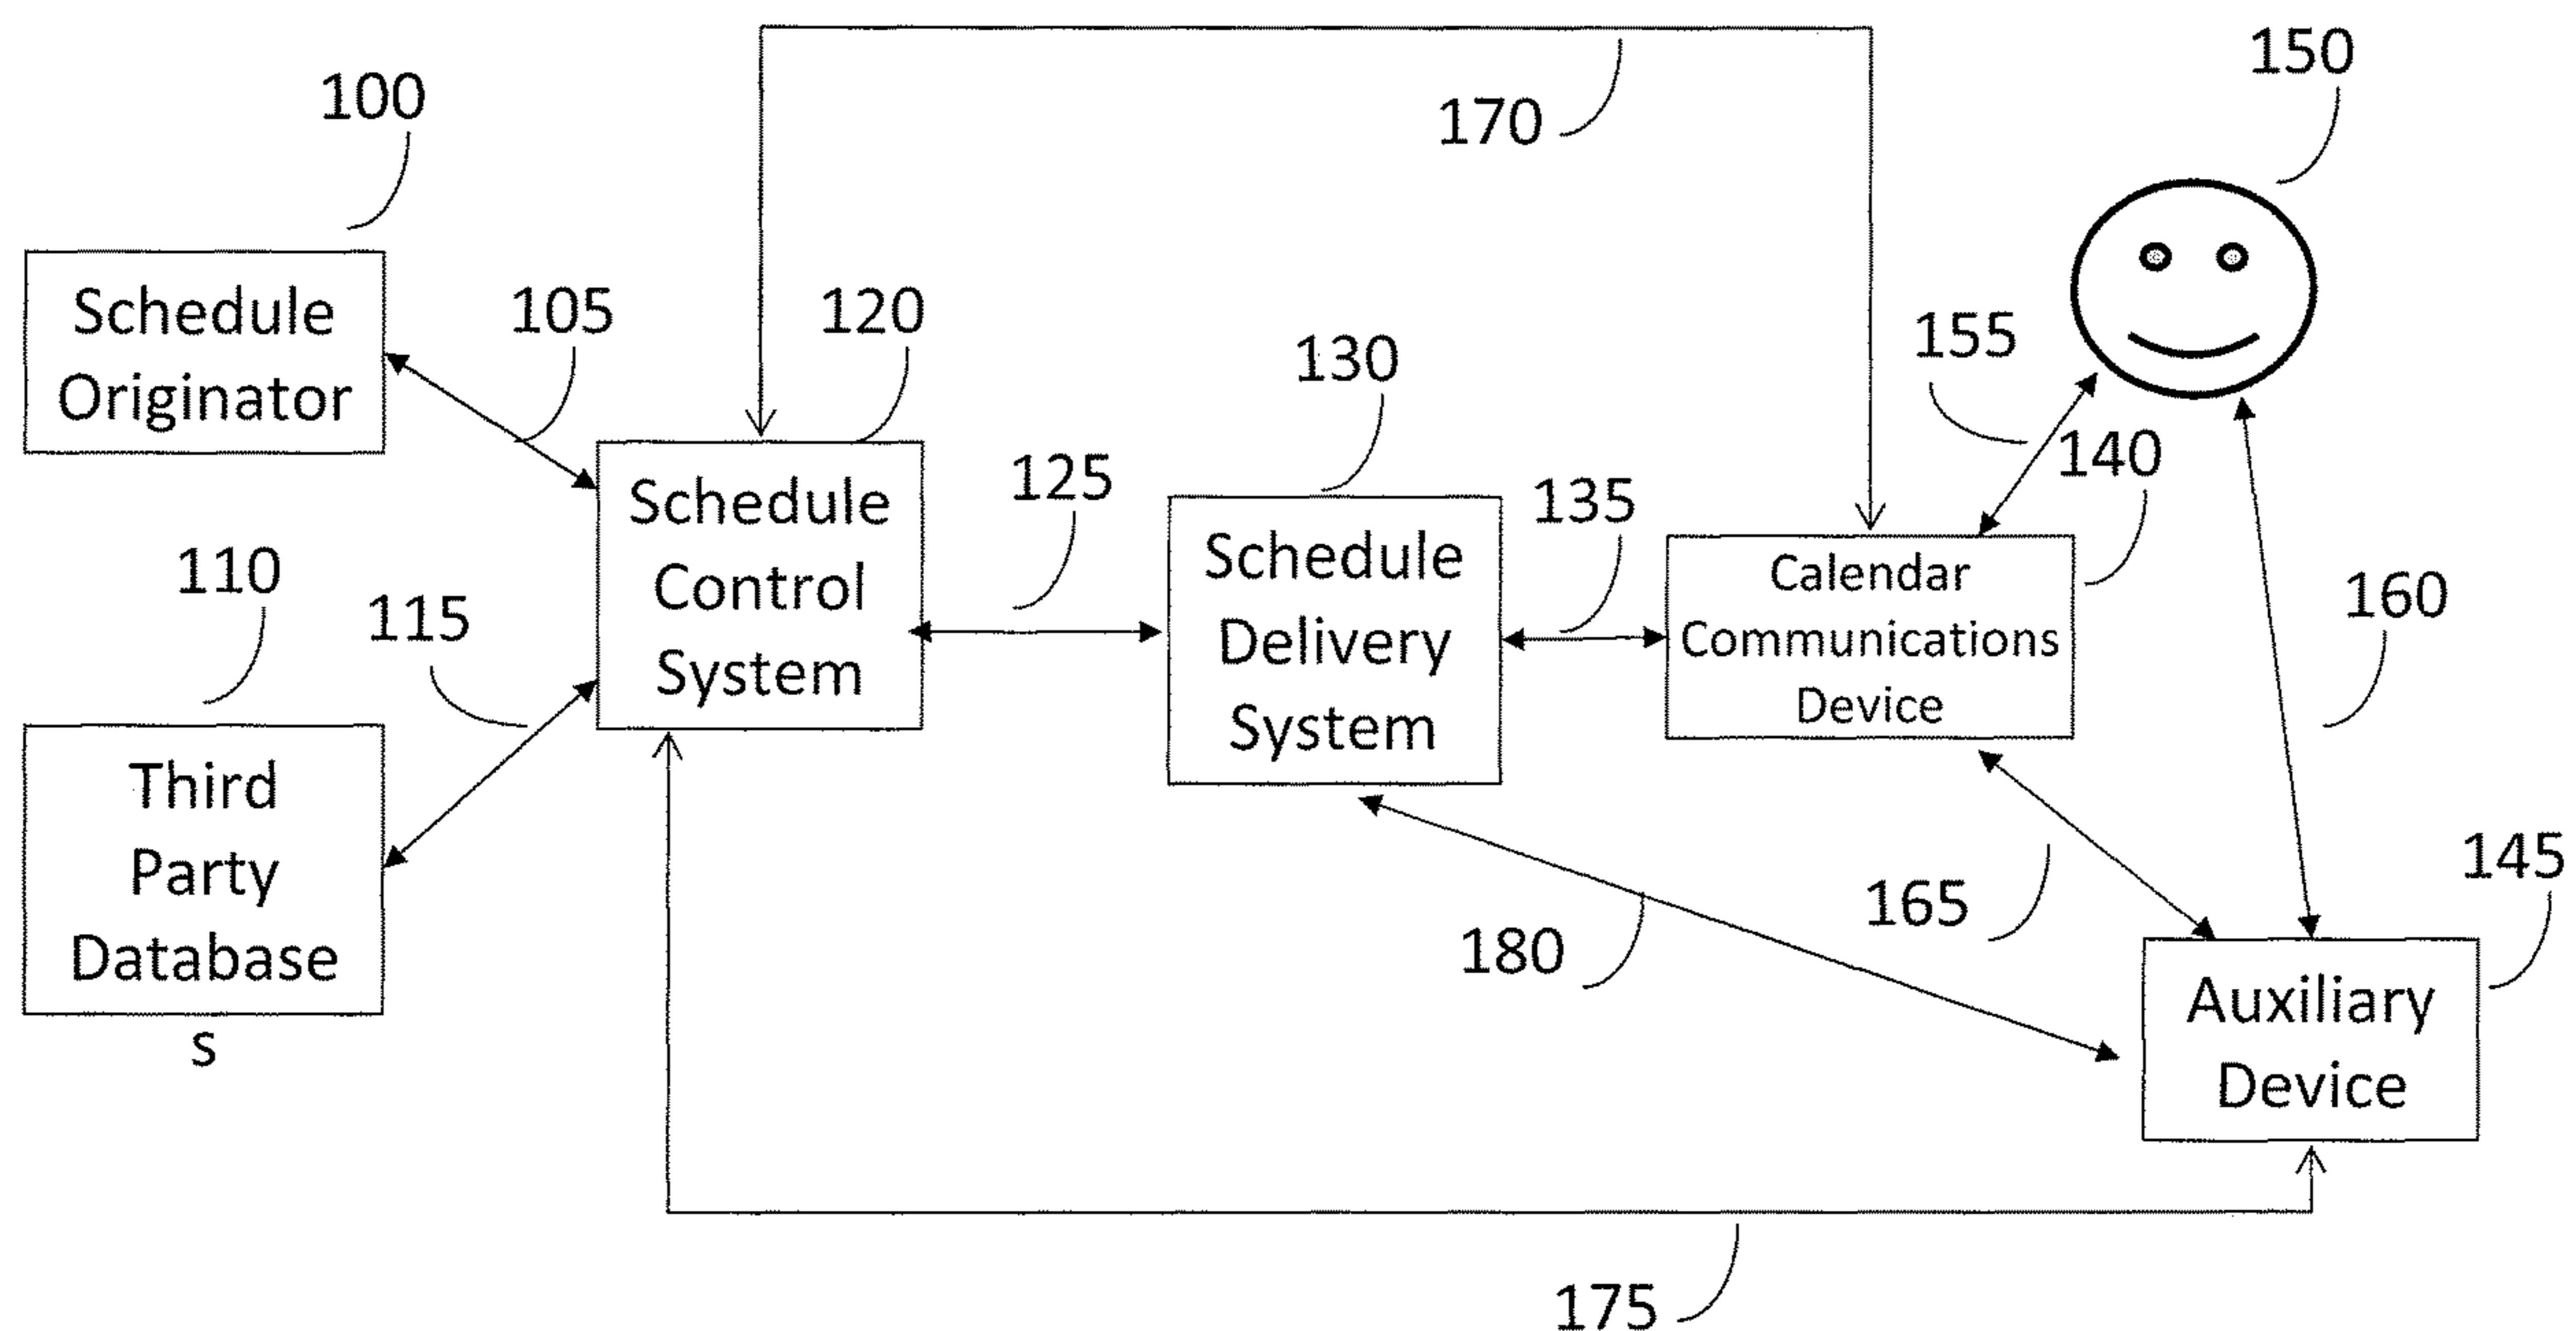 150
100
170
Schedule
Originator
105
120
155
130
140
Schedule
Control
System
125
135
Schedule
Delivery
System
Calendar
Communications
Device
110
115
160
Third
Party
Database
s
165
145
180
Auxiliary
Device
175